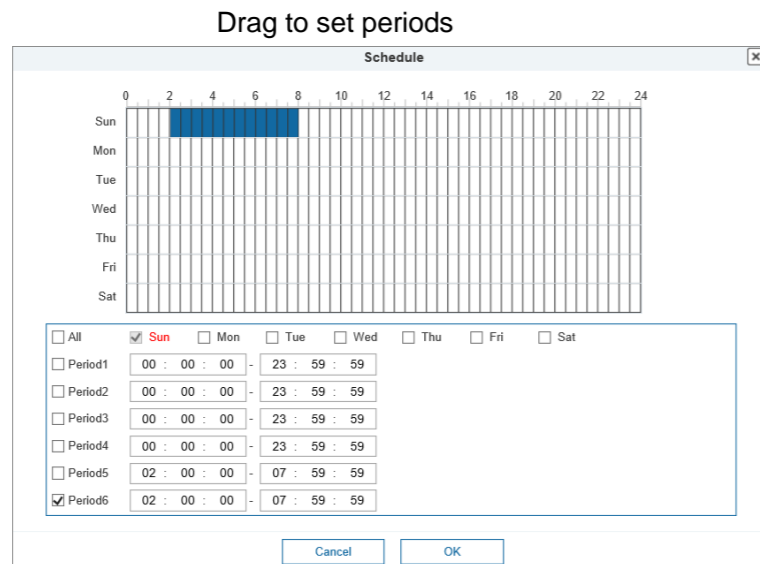 Drag to set periods
Schedule
0 2 4 6 8 10 12 14 16 18 20 22 24
Sun
Mon
Tue
Wed
Thu
Fri
Sat
All Sun Mon Tue Wed Thu Fri Sat
Period1 00 : 00 : 00 - 23 : 59 : 59
Period2 00 : 00 : 00 - 23 : 59 : 59
Period3 00 : 00 : 00 - 23 : 59 : 59
Period4 00 : 00 : 00 - 23 : 59 : 59
Period5 02 : 00 : 00 - 07 : 59 : 59
Period6 02 : 00 : 00 - 07 : 59 : 59
Cancel OK